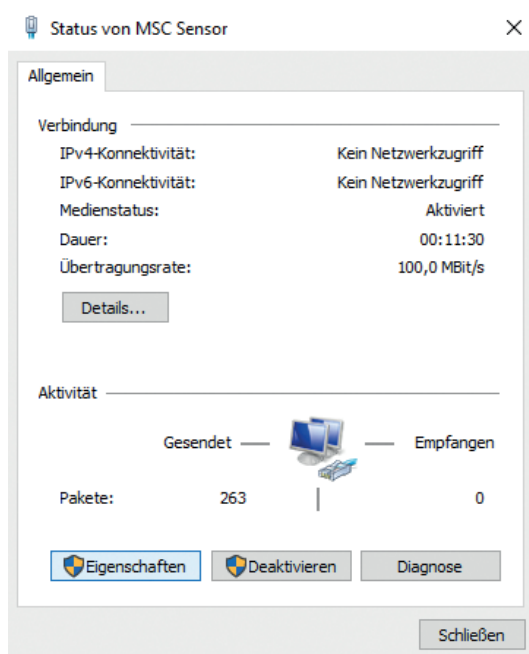 Status von MSC Sensor
Allgemein
Verbindung
IPv4-Konnektivität: Kein Netzwerkzugriff
IPv6-Konnektivität: Kein Netzwerkzugriff
Medienstatus: Aktiviert
Dauer: 00:11:30
Übertragungsrate: 100,0 MBit/s
Details...
Aktivität
Gesendet Empfangen
Pakete: 263 0
Eigenschaften Deaktivieren Diagnose
Schließen